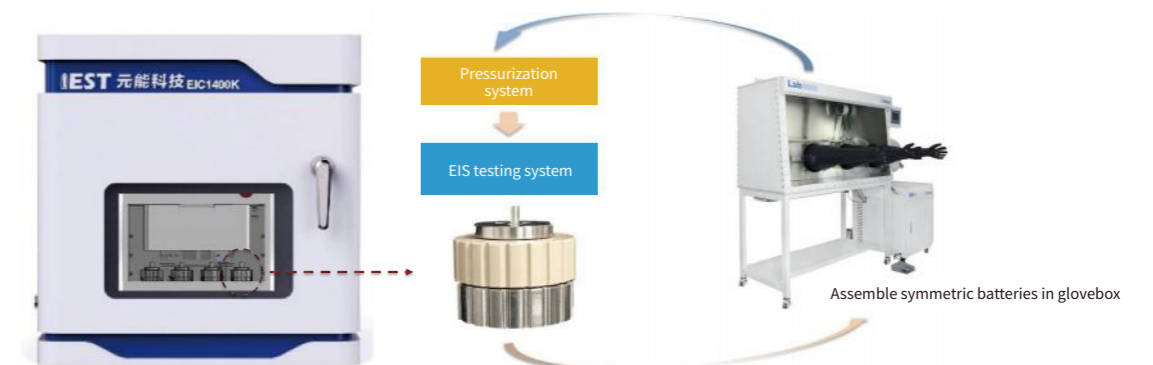 IEST 元能科技 EIC1400K
Pressurization
system
EIS testing system
Lab
Assemble symmetric batteries in glovebox